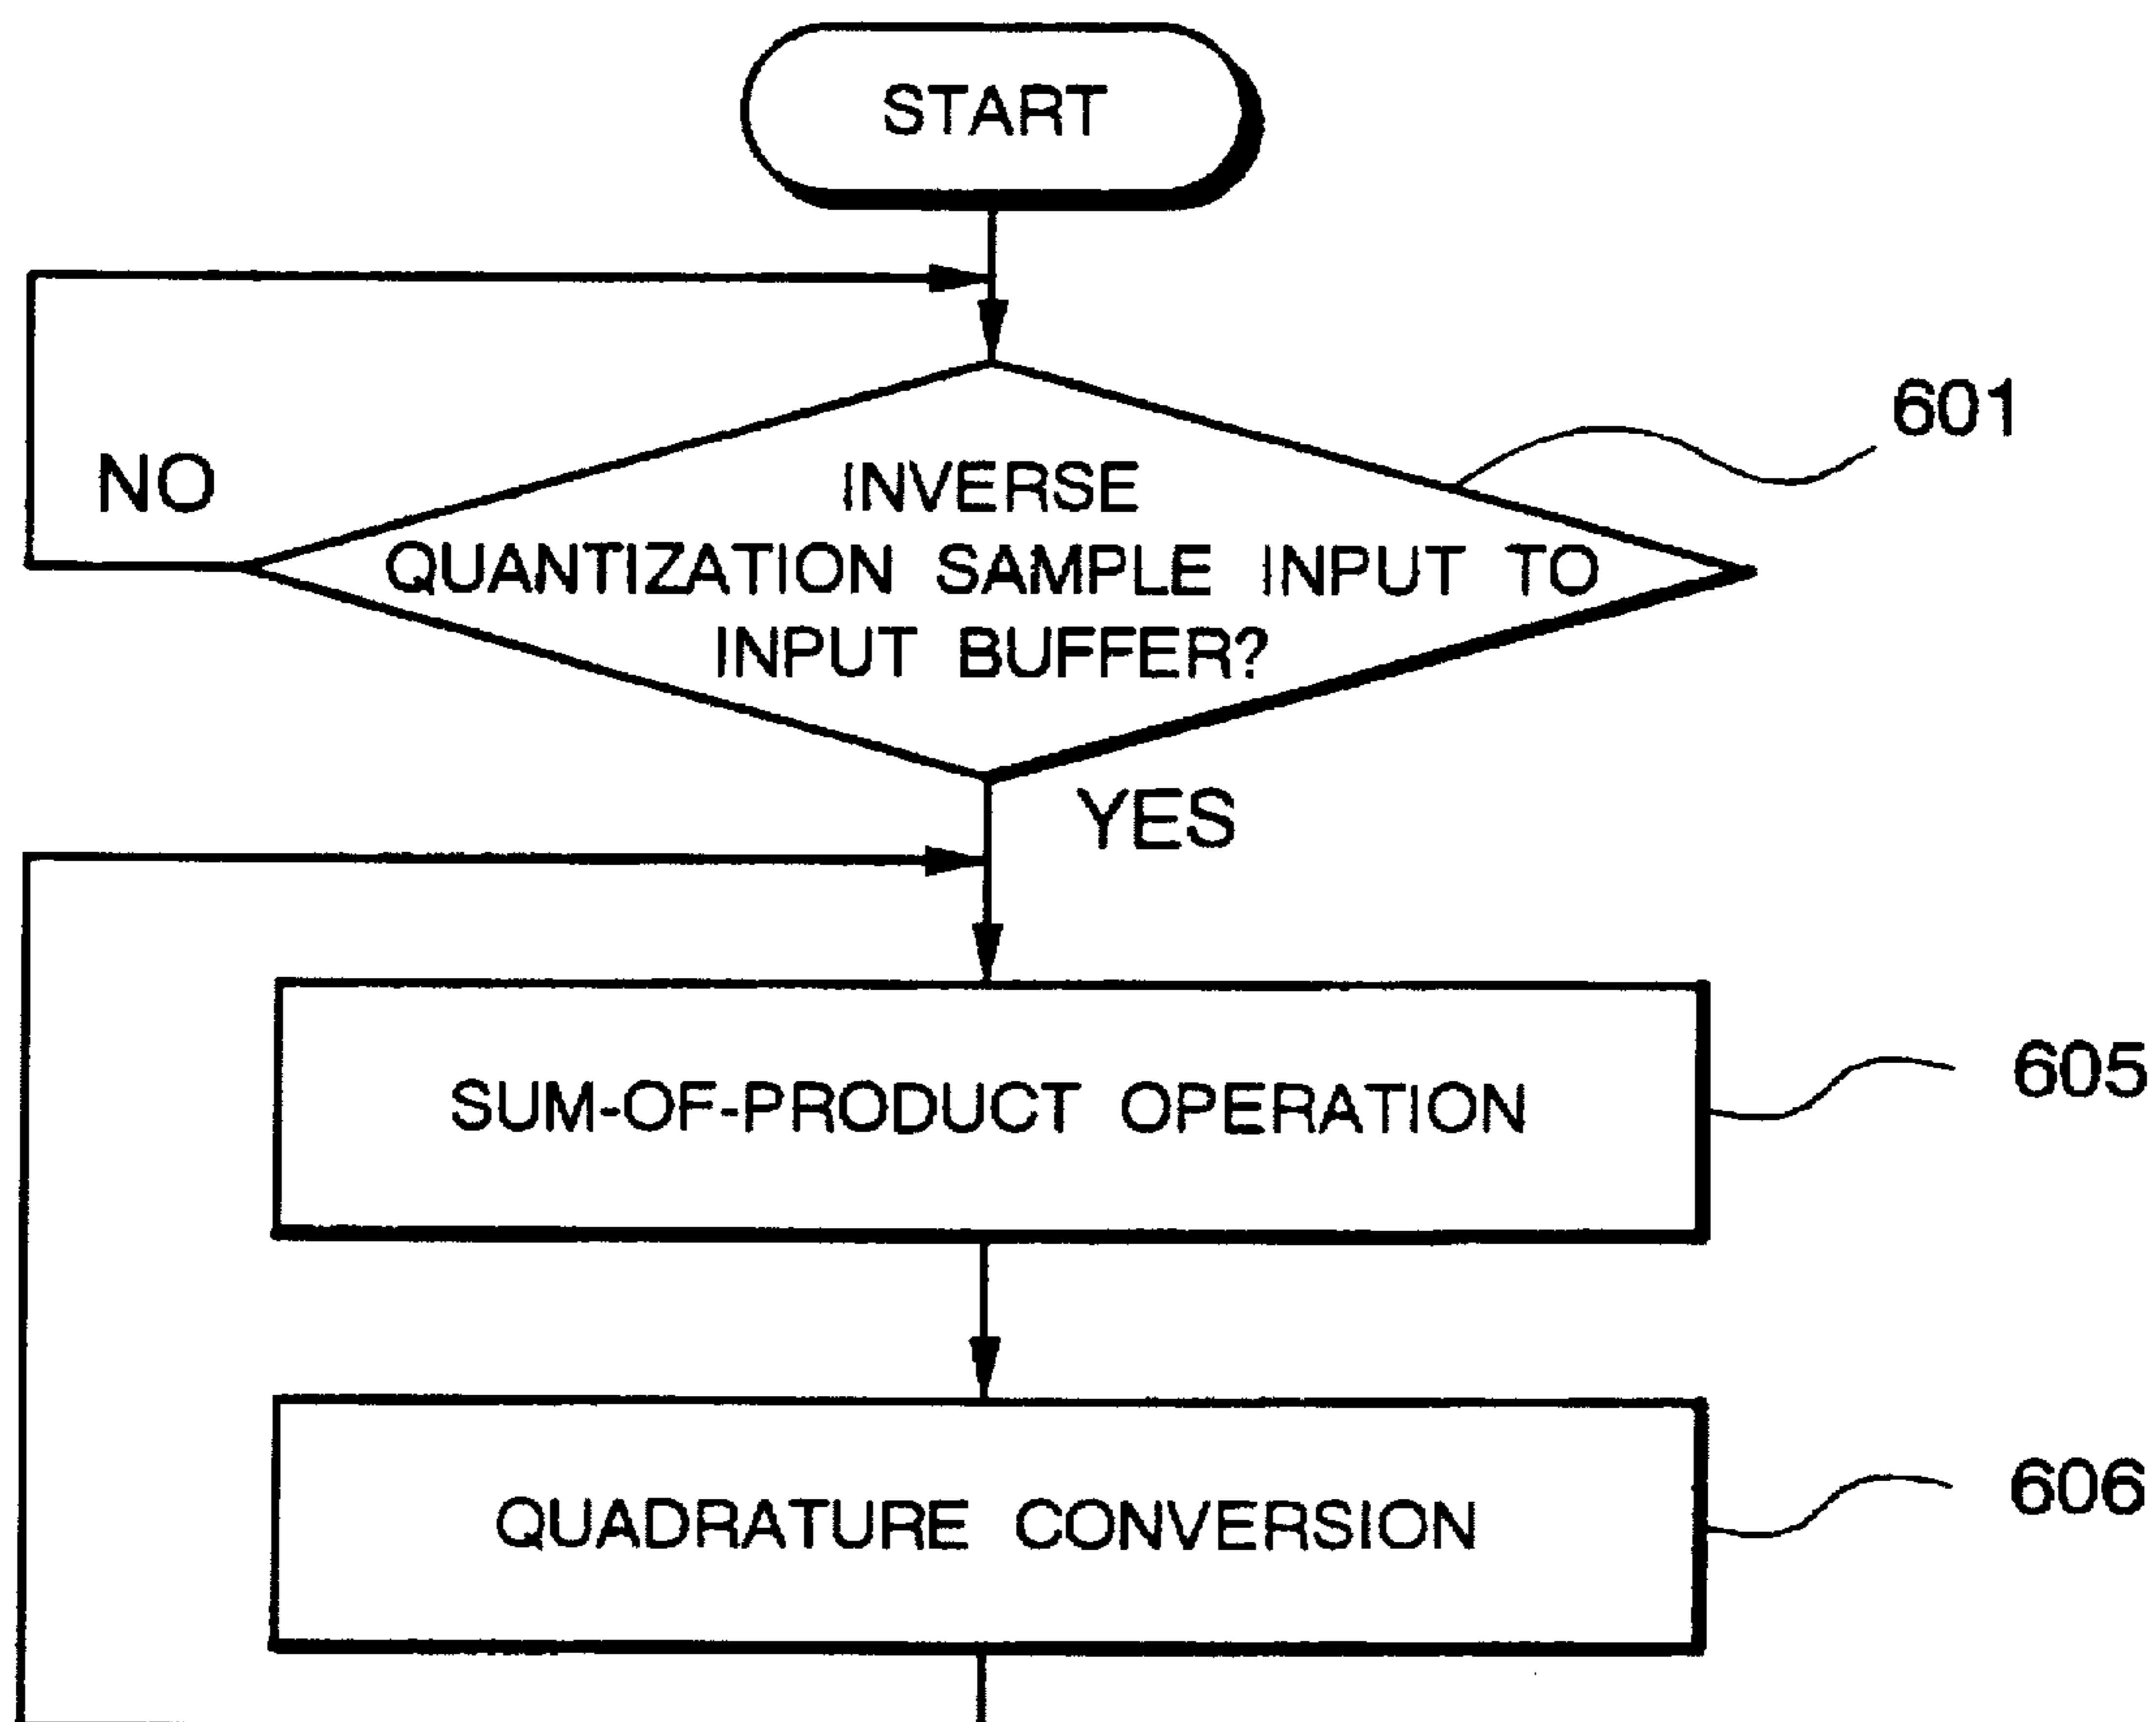 START
601
NO
INVERSE
QUANTIZATION SAMPLE INPUT TO
INPUT BUFFER?
YES
SUM-OF-PRODUCT OPERATION
605
QUADRATURE CONVERSION
606